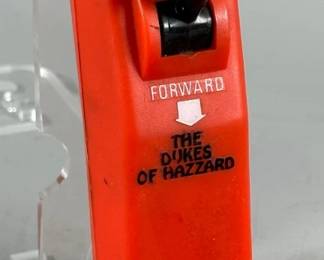 FORWARD
THE
DUKES
OF HAZZARD